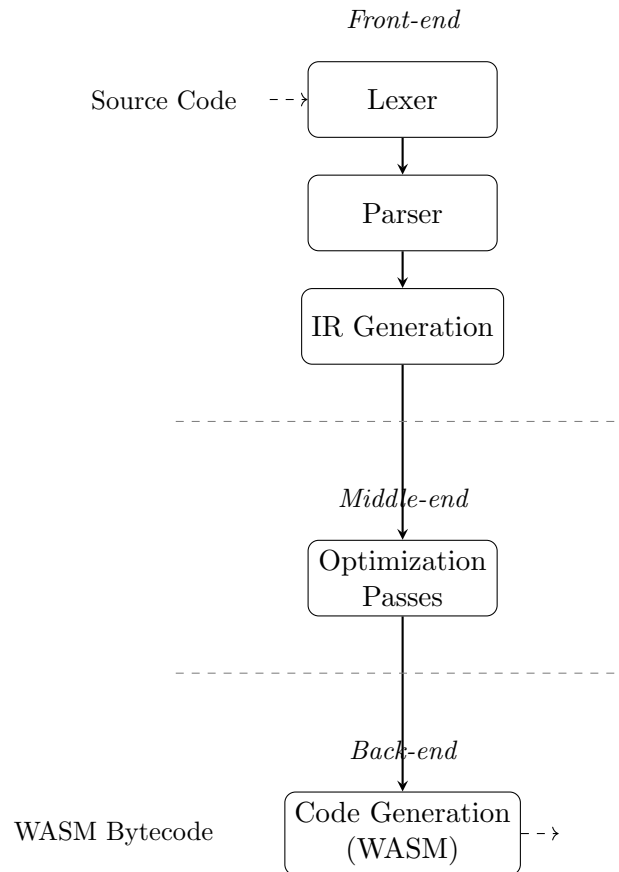 Front-end
Source Code
Lexer
Parser
IR Generation
Middle-end
Optimization
Passes
Back-end
WASM Bytecode
Code Generation
(WASM)